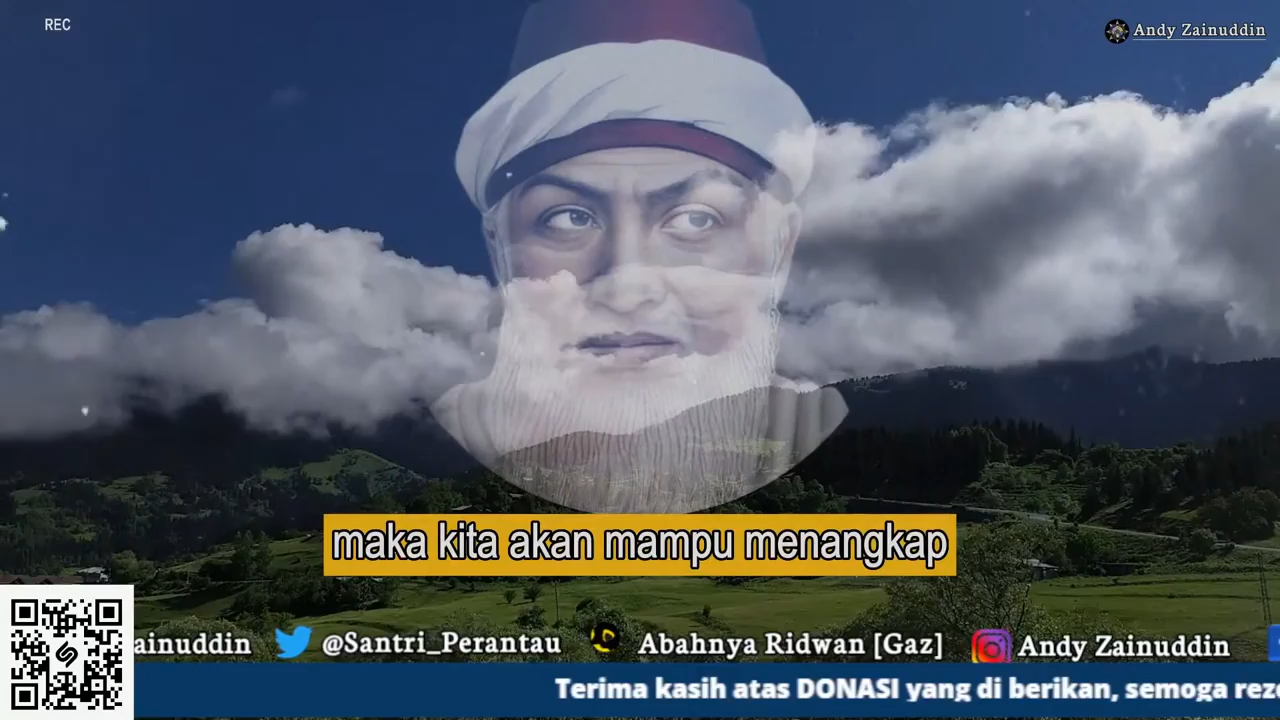 REC
Andy Zainuddin
maka kita akan mampu menangkap
ainuddin @Santri_Perantau Abahnya Ridwan [Gaz] Andy Zainuddin
Terima kasih atas DONASI yang di berikan, semoga